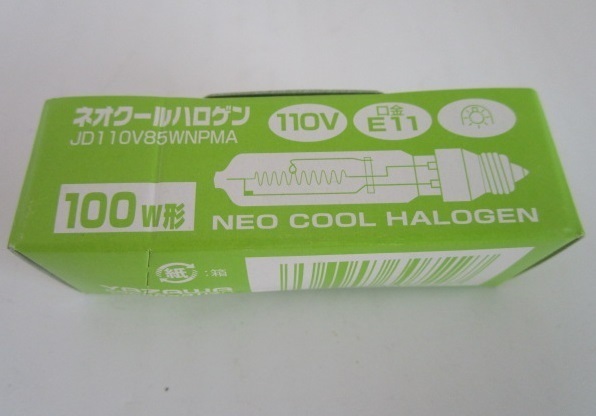 ネオクールハロゲン
JD110V85WNPMA
110V
口金
E11
100W形
NEO COOL HALOGEN
紙 :箱